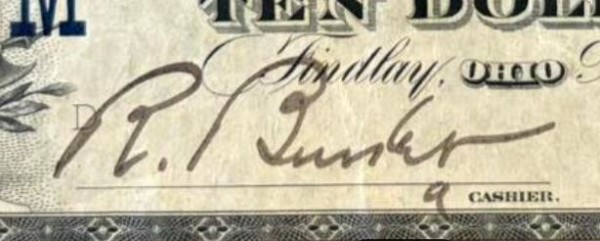 M TEN DOL
Findlay, OHIO
D
R.
a CASHIER.